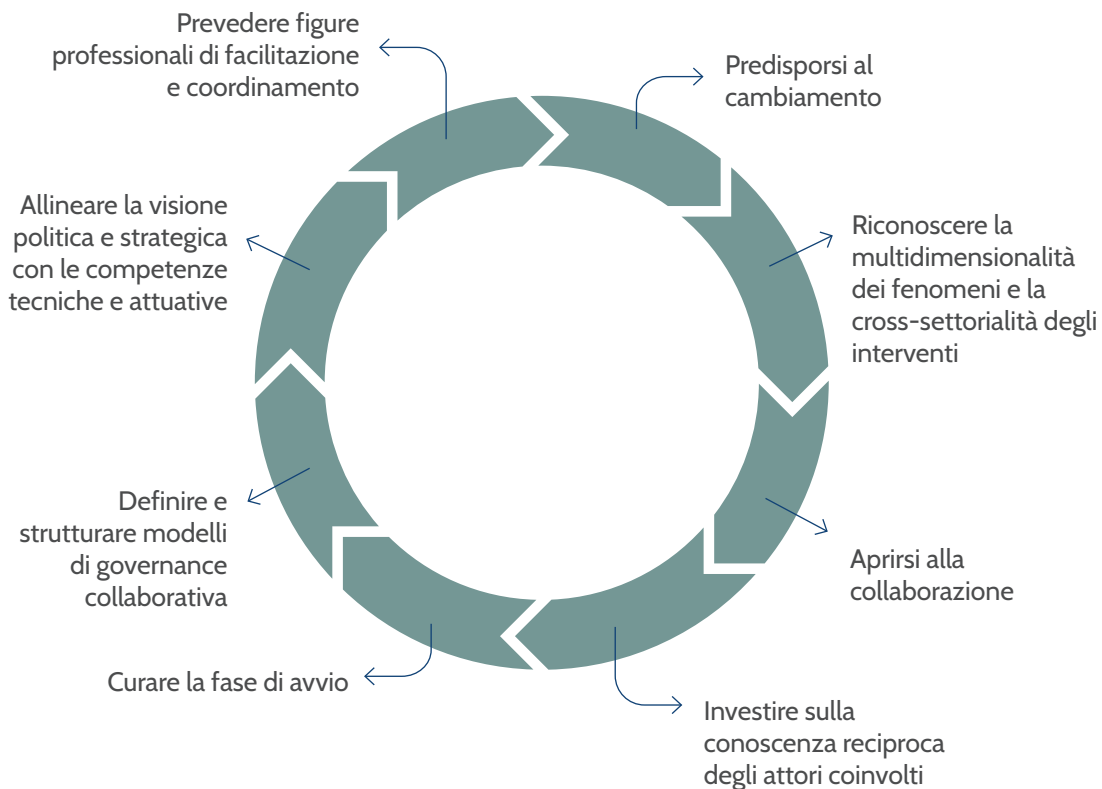 Prevedere figure
professionali di facilitazione
e coordinamento
Predisporsi al
cambiamento
Riconoscere la
multidimensionalità
dei fenomeni e la
cross-settorialità degli
interventi
Aprirsi alla
collaborazione
Investire sulla
conoscenza reciproca
degli attori coinvolti
Curare la fase di avvio
Definire e
strutturare modelli
di governance
collaborativa
Allineare la visione
politica e strategica
con le competenze
tecniche e attuative